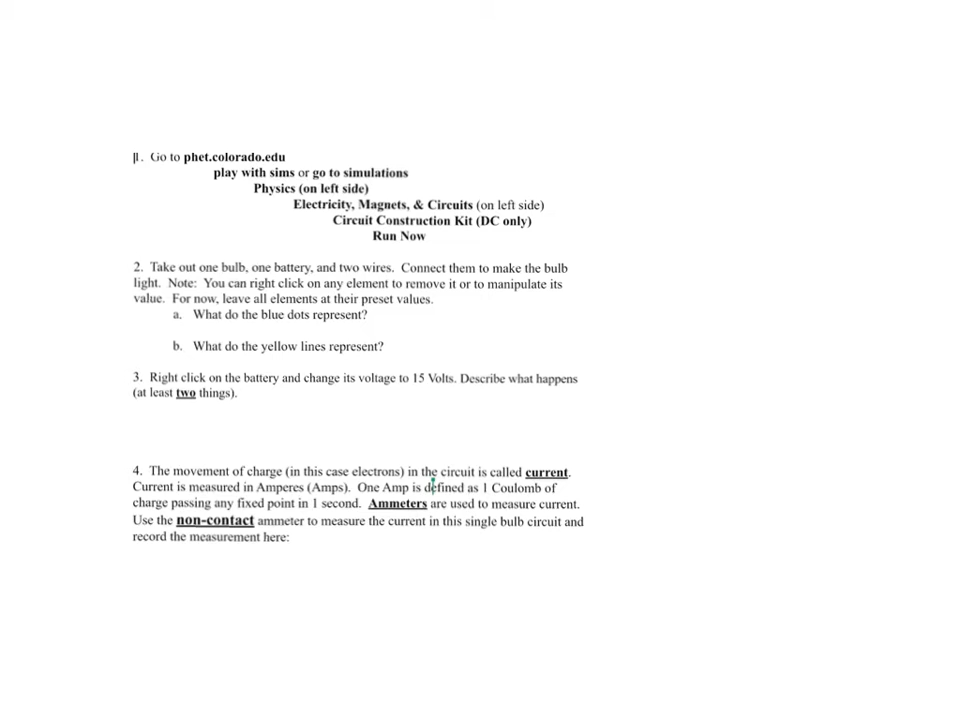 1. Go to phet.colorado.edu
play with sims or go to simulations
Physics (on left side)
Electricity, Magnets, & Circuits (on left side)
Circuit Construction Kit (DC only)
Run Now
2. Take out one bulb, one battery, and two wires. Connect them to make the bulb
light. Note: You can right click on any element to remove it or to manipulate its
value. For now, leave all elements at their preset values.
a. What do the blue dots represent?
b. What do the yellow lines represent?
3. Right click on the battery and change its voltage to 15 Volts. Describe what happens
(at least two things).
4. The movement of charge (in this case electrons) in the circuit is called current.
Current is measured in Amperes (Amps). One Amp is defined as 1 Coulomb of
charge passing any fixed point in 1 second. Ammeters are used to measure current.
Use the non-contact ammeter to measure the current in this single bulb circuit and
record the measurement here: